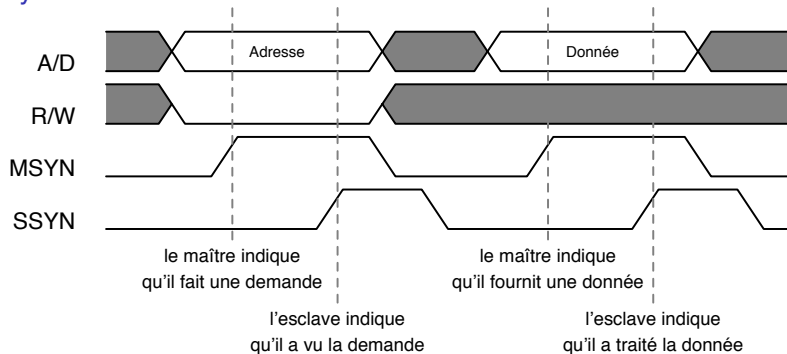 A/D
Adresse
Donnée
R/W
MSYN
SSYN
le maître indique
qu'il fait une demande
le maître indique
qu'il fournit une donnée
l'esclave indique
qu'il a vu la demande
l'esclave indique
qu'il a traité la donnée